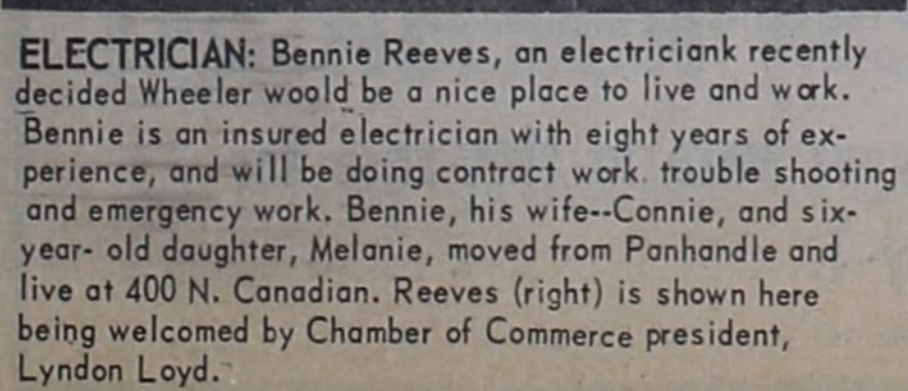 ELECTRICIAN: Bennie Reeves, an electriciank recently
decided Wheeler woold be a nice place to live and work.
Bennie is an insured electrician with eight years of ex-
perience, and will be doing contract work. trouble shooting
and emergency work. Bennie, his wife--Connie, and six-
year- old daughter, Melanie, moved from Panhandle and
live at 400 N. Canadian. Reeves (right) is shown here
being welcomed by Chamber of Commerce president,
Lyndon Loyd.